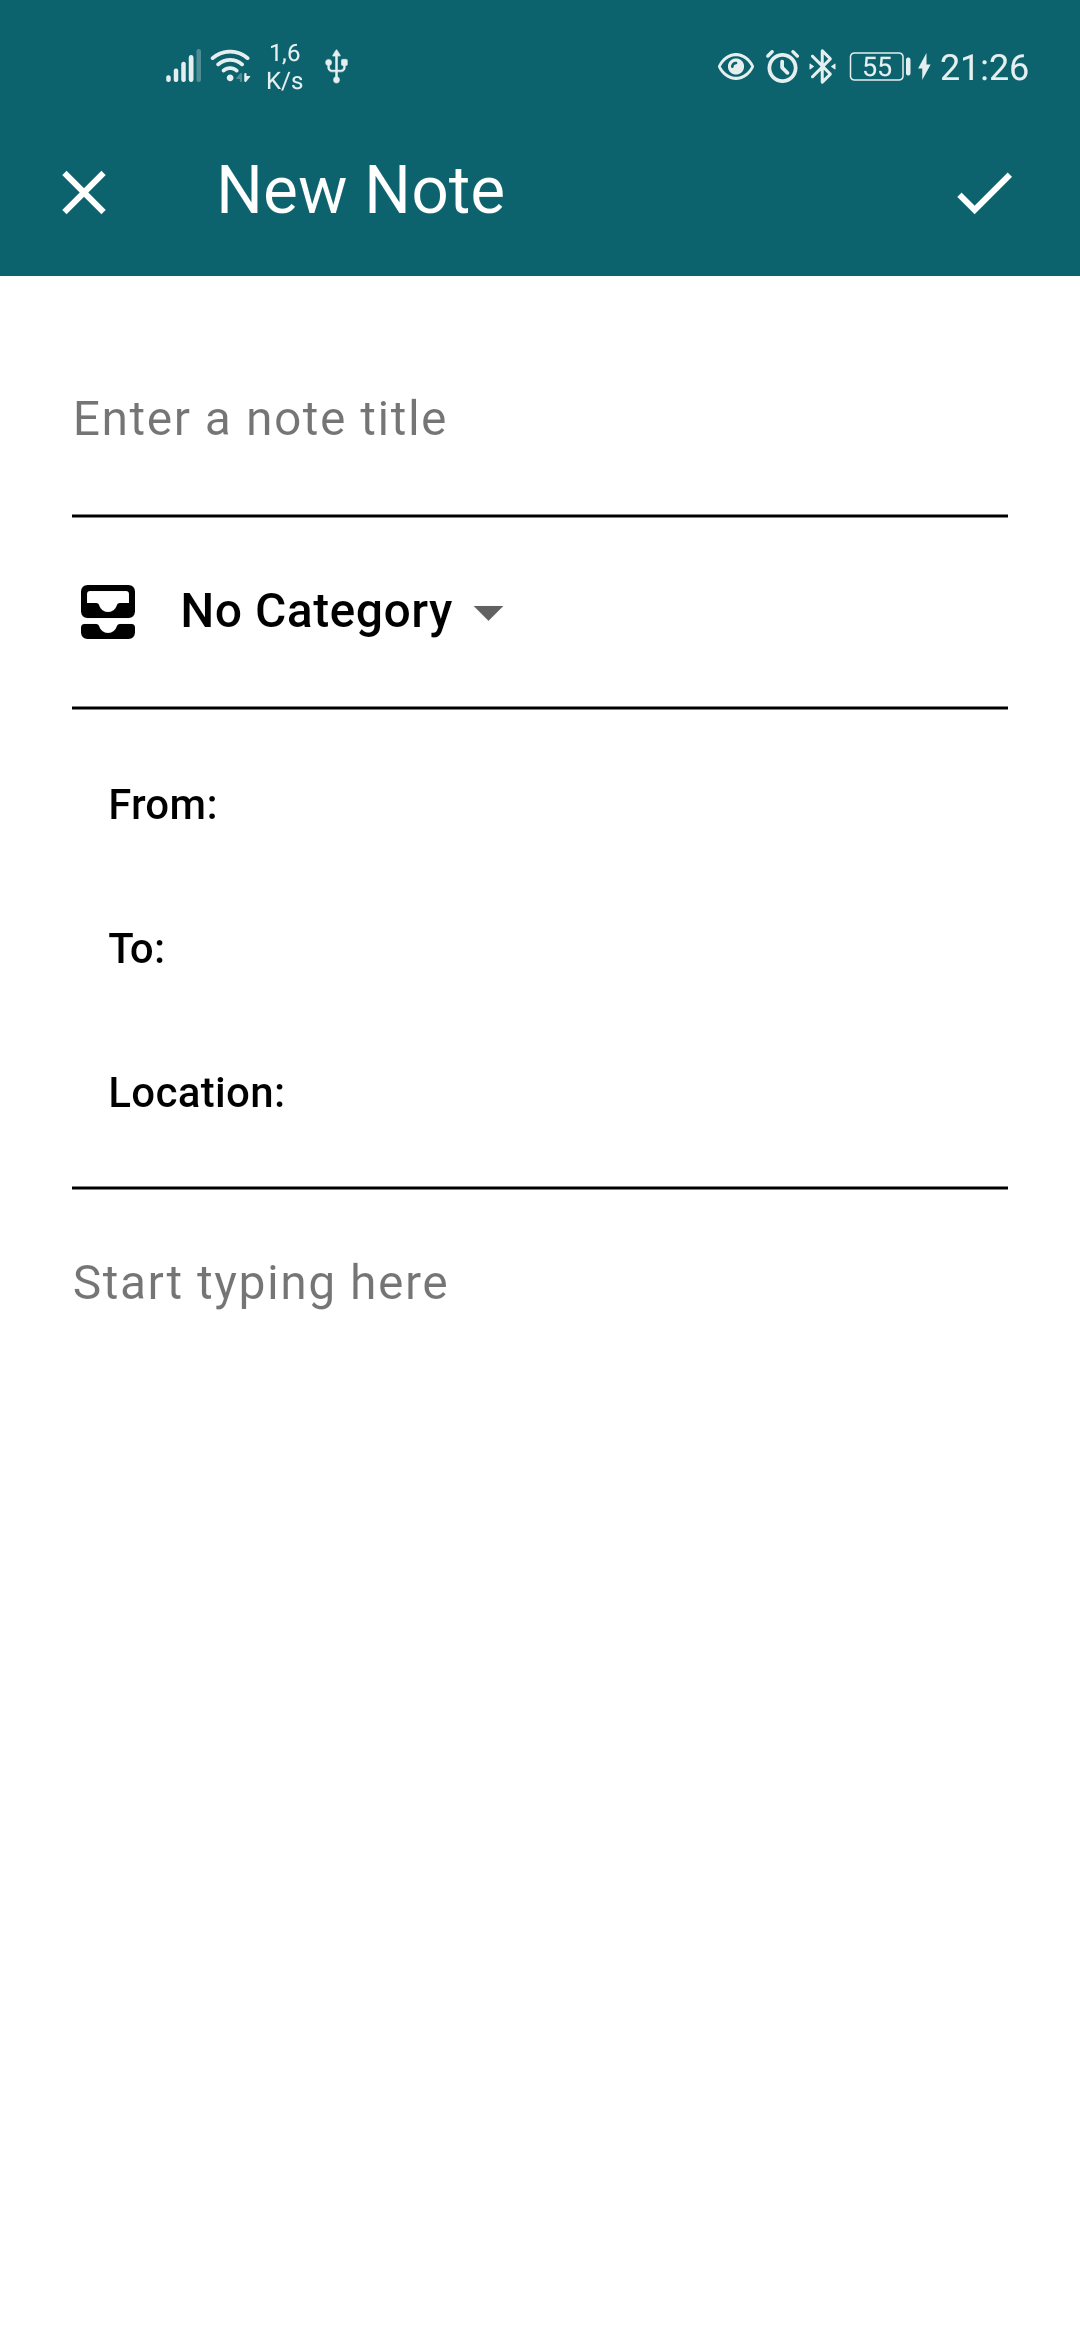 1,6
K/s
55
21:26
New Note
Enter a note title
No Category
From:
To:
Location:
Start typing here